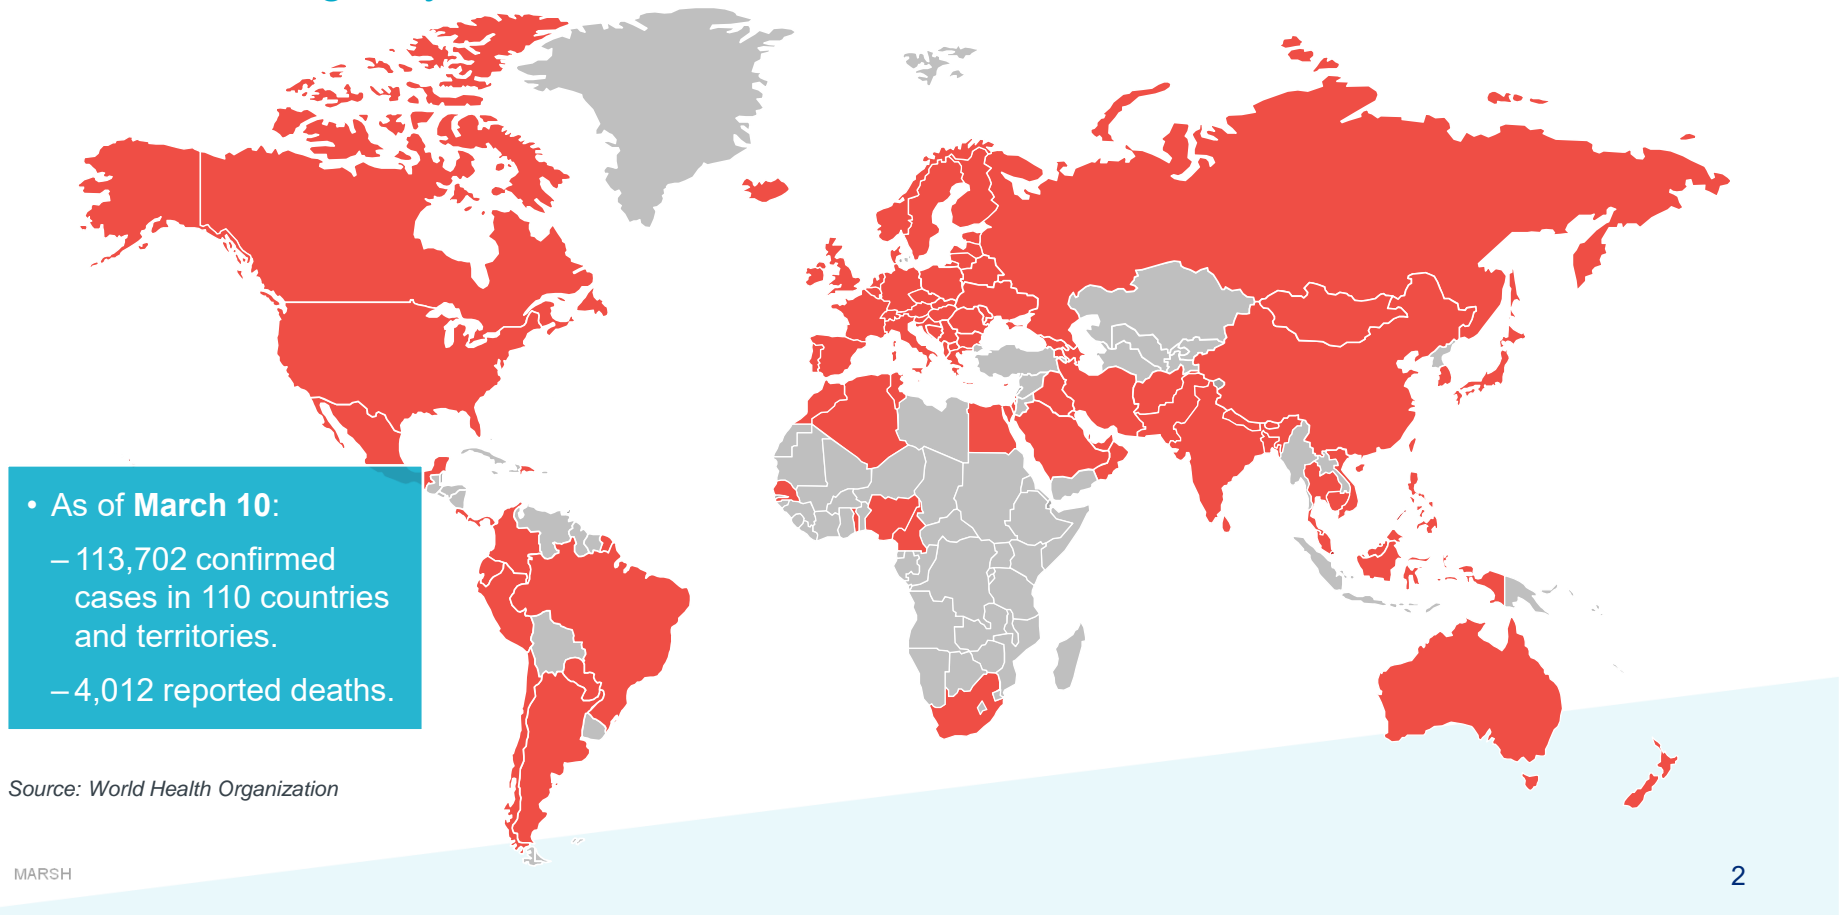 • As of March 10:
– 113,702 confirmed
cases in 110 countries
and territories.
– 4,012 reported deaths.
Source: World Health Organization
MARSH
2